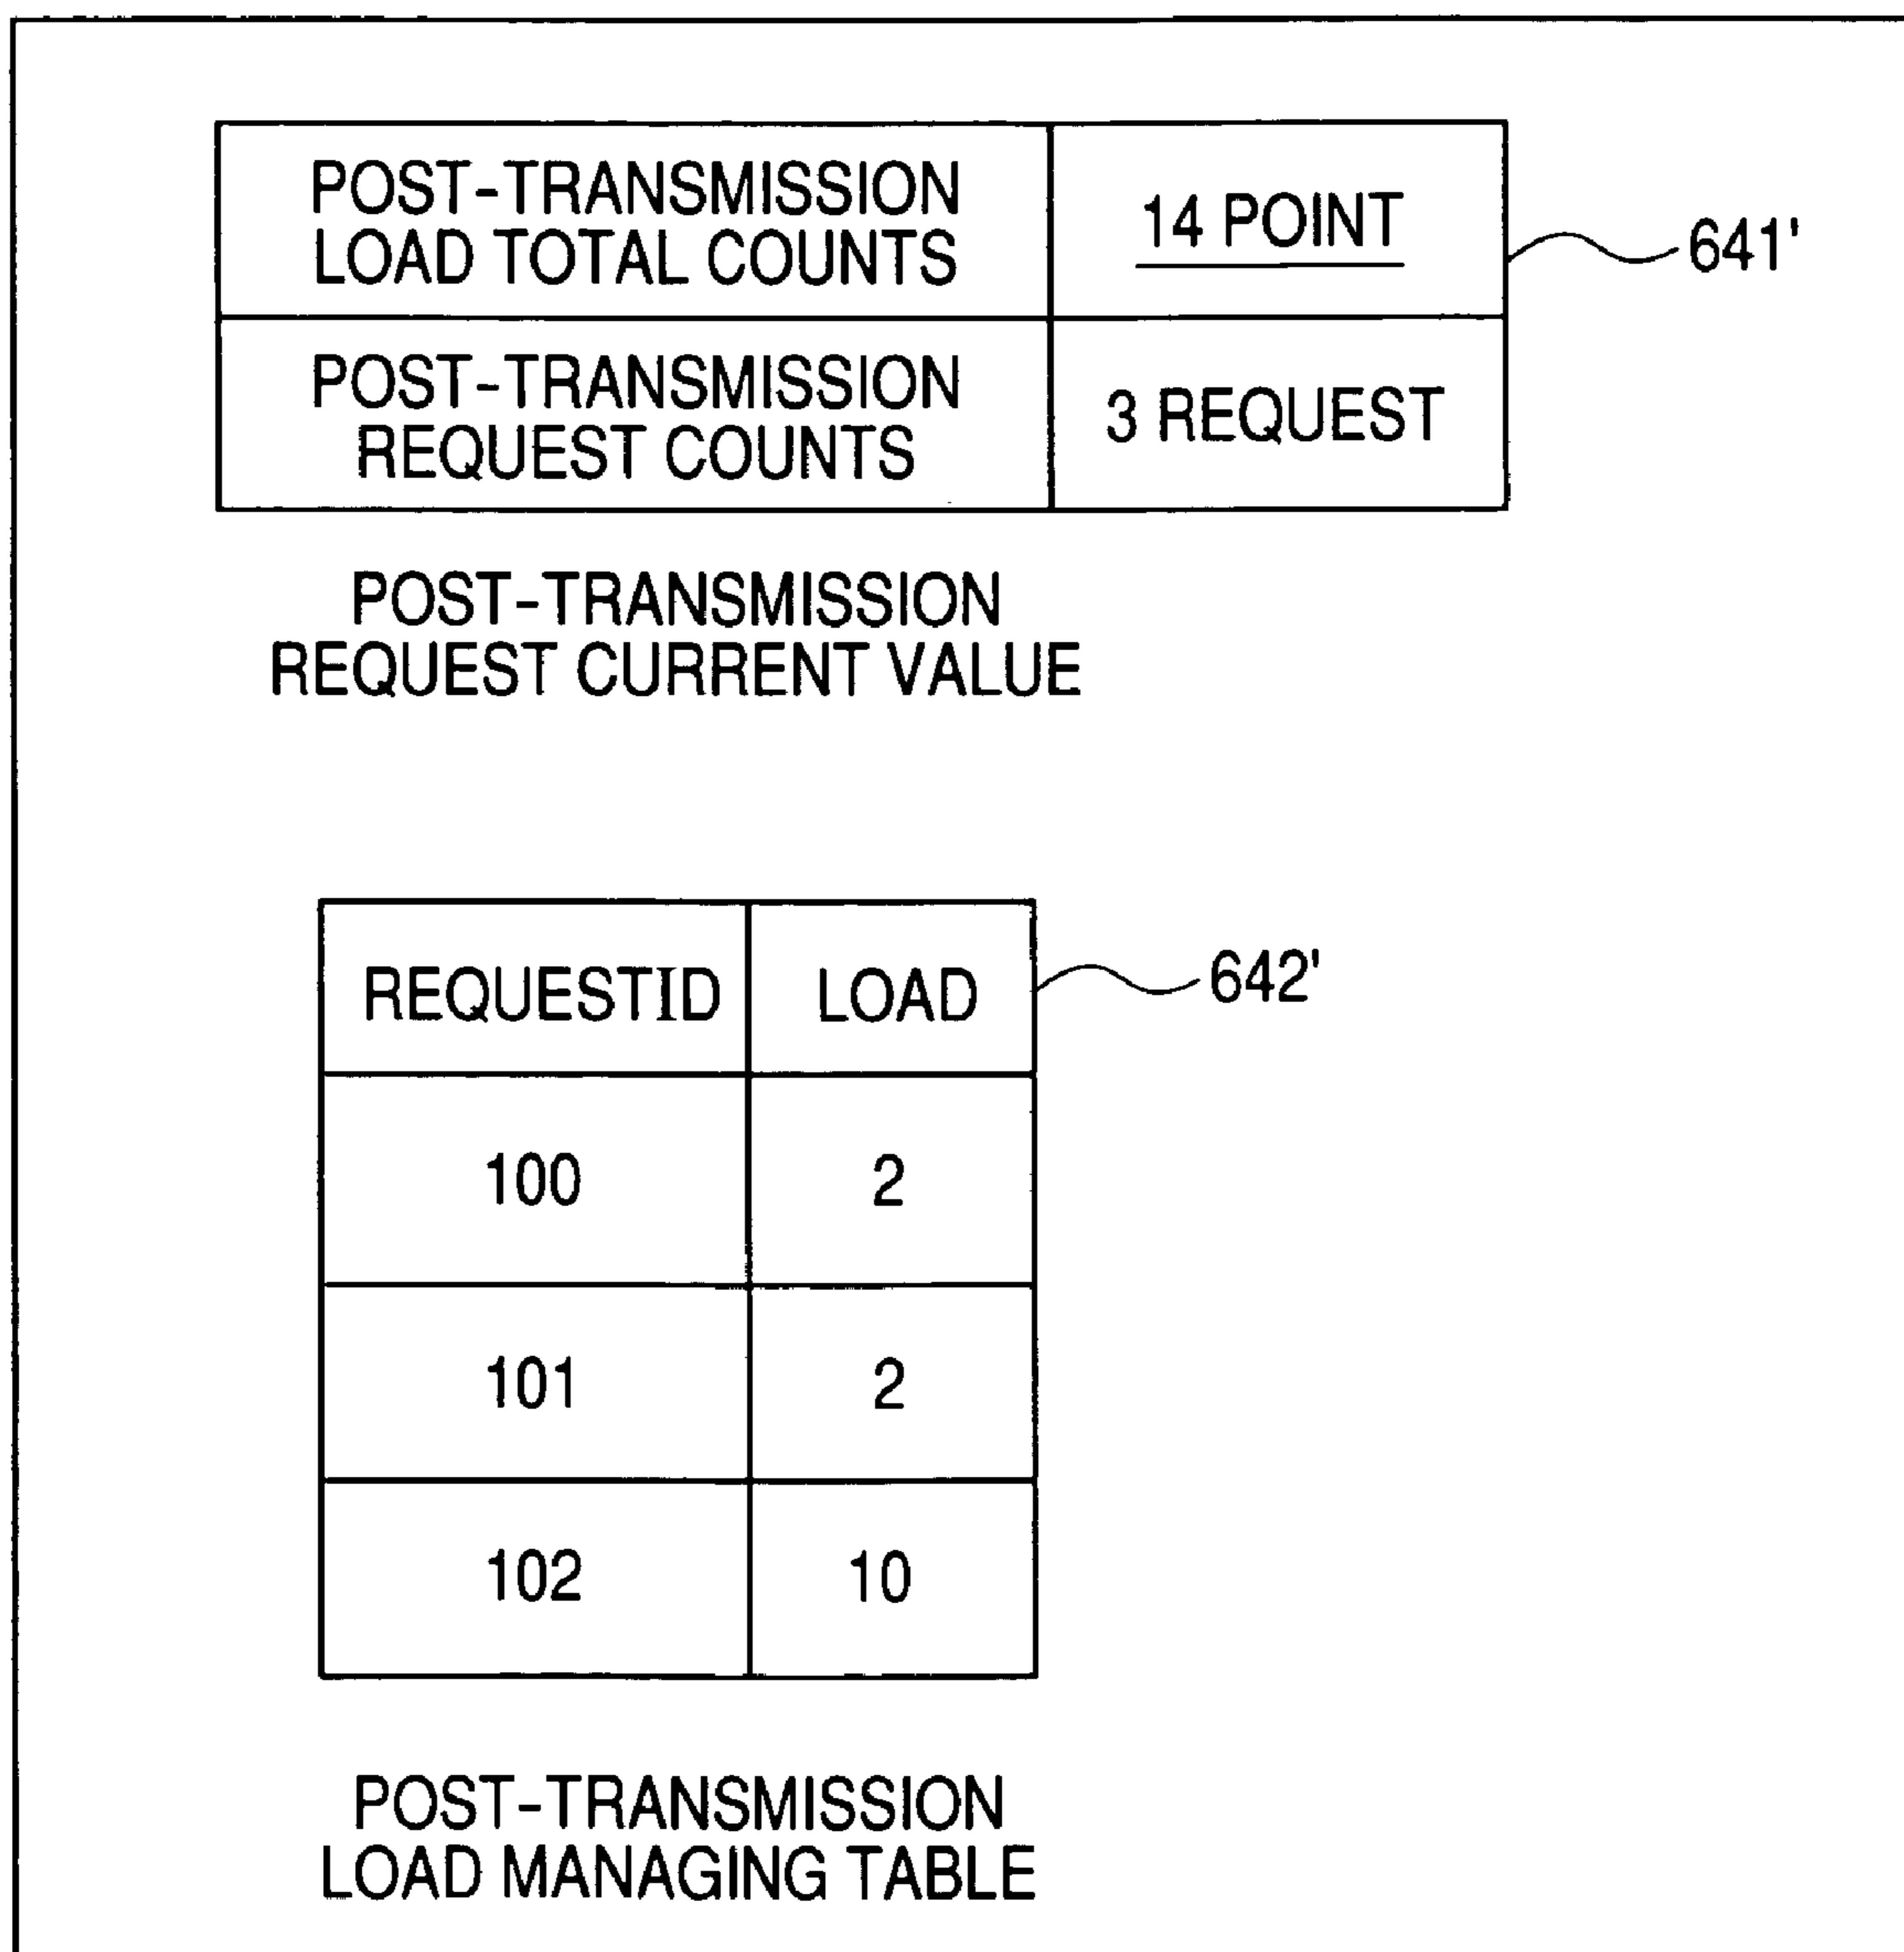 POST-TRANSMISSION
LOAD TOTAL COUNTS
14 POINT
641'
POST-TRANSMISSION
REQUEST COUNTS
3 REQUEST
POST-TRANSMISSION
REQUEST CURRENT VALUE
REQUESTID LOAD
642'
100 2
101 2
102 10
POST-TRANSMISSION
LOAD MANAGING TABLE